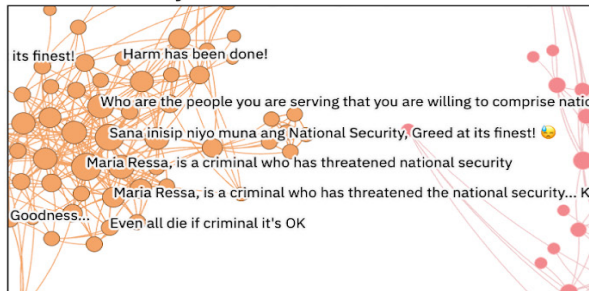 its finest!
Harm has been done!
Who are the people you are serving that you are willing to comprise natio
Sana inisip niyo muna ang National Security, Greed at its finest! 😓
Maria Ressa, is a criminal who has threatened national security
Maria Ressa, is a criminal who has threatened the national security... K
Goodness...
Even all die if criminal it's OK